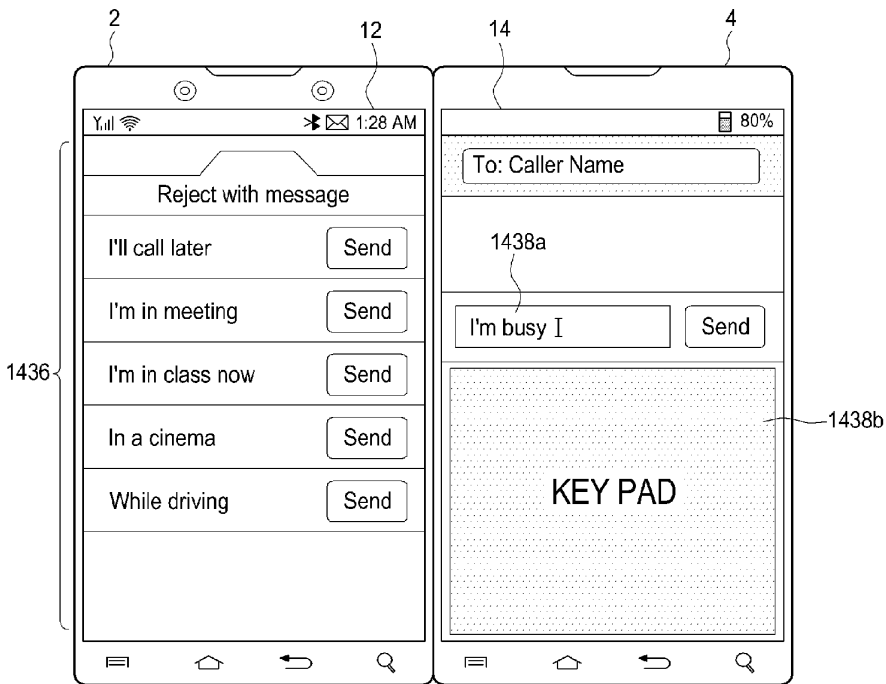 2
12
14
4
1:28 AM
80%
To: Caller Name
Reject with message
I'll call later Send
I'm in meeting Send
I'm in class now Send
In a cinema Send
While driving Send
1436
1438a
I'm busy Send
1438b
KEY PAD